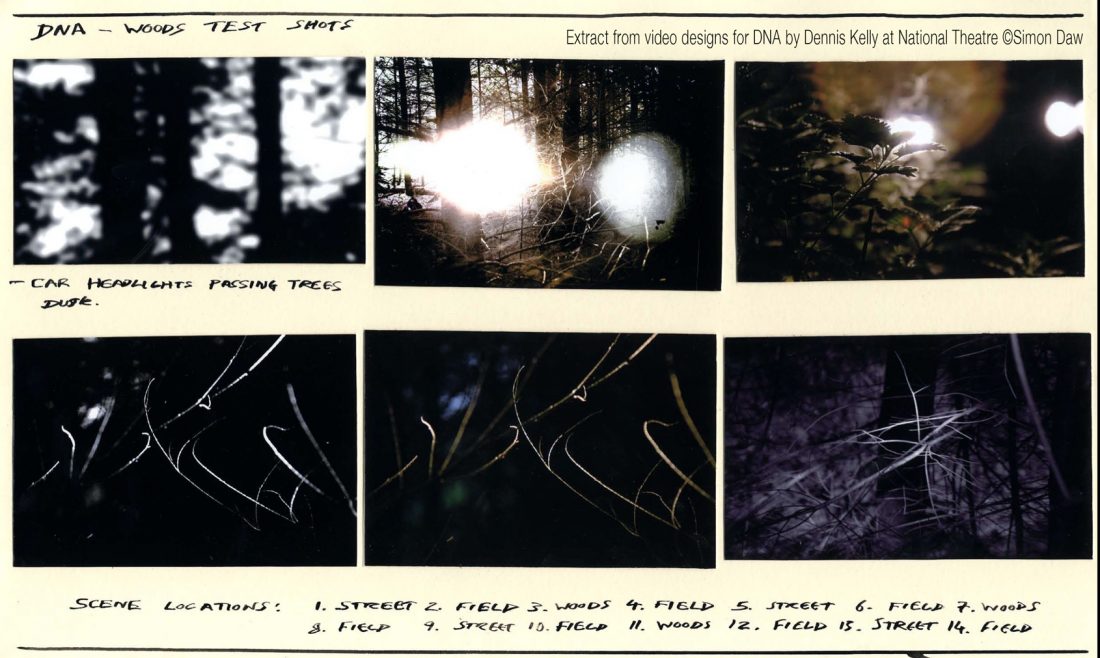 DNA – WOODS TEST SHOTS
Extract from video designs for DNA by Dennis Kelly at National Theatre ©Simon Daw
– CAR HEADLIGHTS PASSING TREES
DUSK.
SCENE LOCATIONS: 1. STREET 2. FIELD 3. WOODS 4. FIELD 5. STREET 6. FIELD 7. WOODS
8. FIELD 9. STREET 10. FIELD 11. WOODS 12. FIELD 13. STREET 14. FIELD